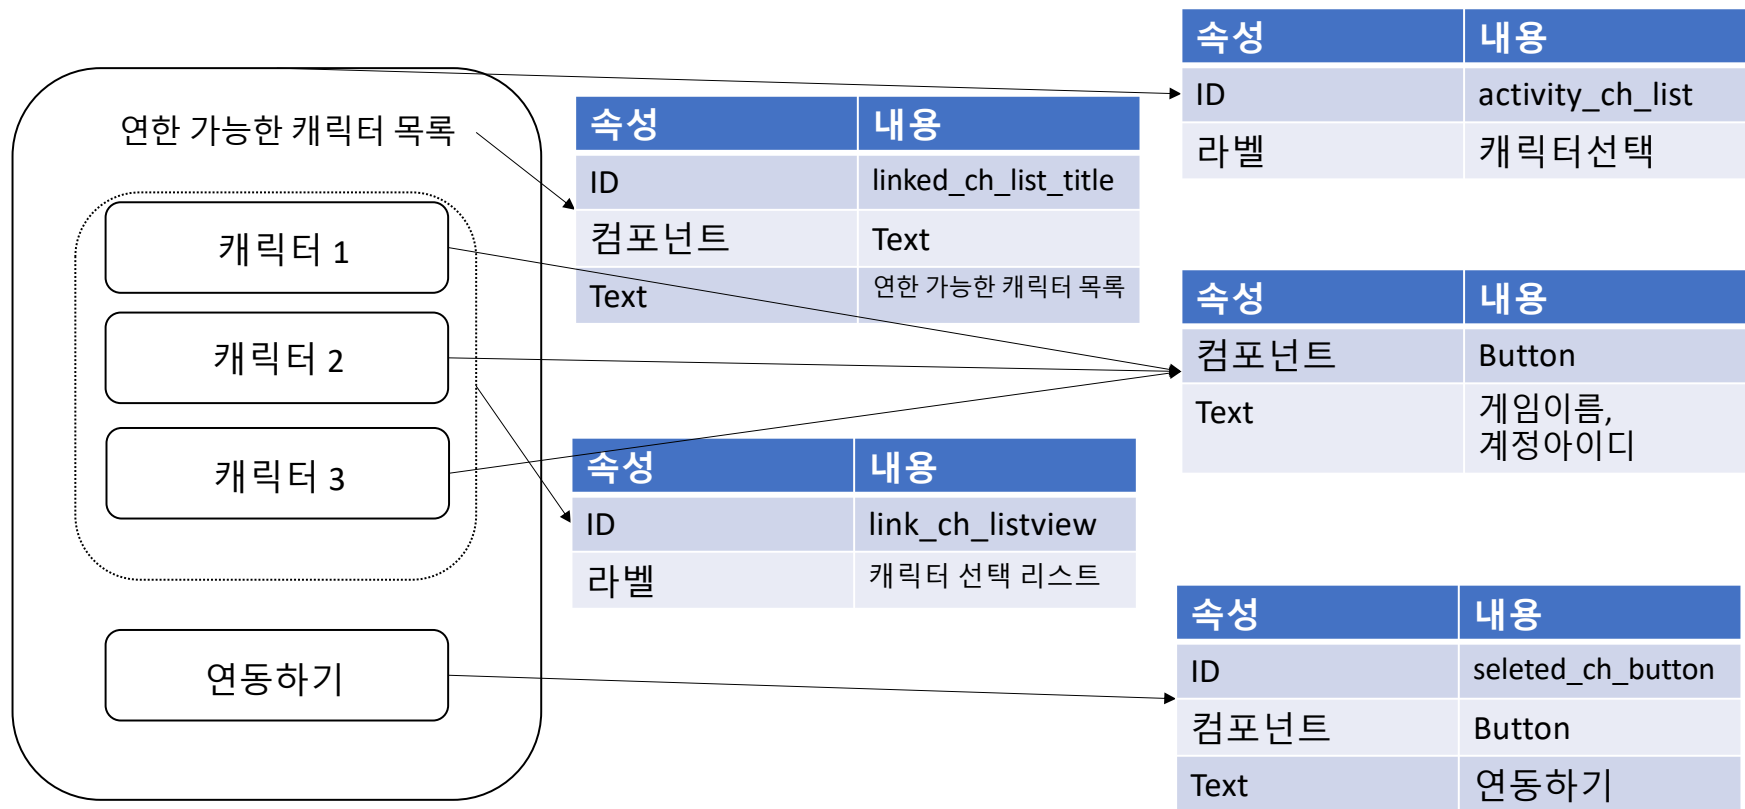 연한 가능한 캐릭터 목록
캐릭터 1
캐릭터 2
캐릭터 3
연동하기
속성 내용
ID linked_ch_list_title
컴포넌트 Text
Text 연한 가능한 캐릭터 목록
속성 내용
ID link_ch_listview
라벨 캐릭터 선택 리스트
속성 내용
ID activity_ch_list
라벨 캐릭터선택
속성 내용
컴포넌트 Button
Text 게임이름,
계정아이디
속성 내용
ID seleted_ch_button
컴포넌트 Button
Text 연동하기